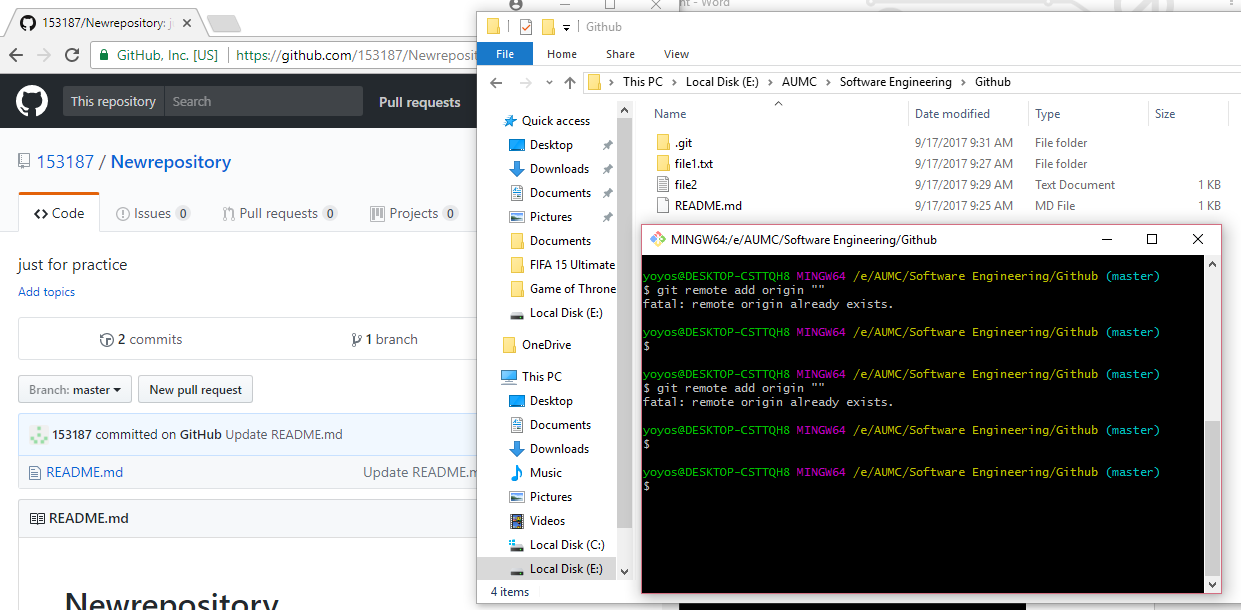 153187/Newrepository: j
GitHub, Inc. [US]
https://github.com/153187/Newreposit
This repository
Search
Pull requests
153187 / Newrepository
Code
Issues 0
Pull requests 0
Projects 0
just for practice
Add topics
2 commits
1 branch
Branch: master
New pull request
153187 committed on GitHub Update README.md
README.md
Update README.m
README.md
Newrepository
nt - Word
Github
File
Home
Share
View
This PC > Local Disk (E:) > AUMC > Software Engineering > Github
Quick access
Desktop
Downloads
Documents
Pictures
Documents
FIFA 15 Ultimate
Game of Throne
Local Disk (E:)
OneDrive
This PC
Desktop
Documents
Downloads
Music
Pictures
Videos
Local Disk (C:)
Local Disk (E:)
4 items
Name Date modified Type Size
.git 9/17/2017 9:31 AM File folder
file1.txt 9/17/2017 9:27 AM File folder
file2 9/17/2017 9:29 AM Text Document 1 KB
README.md 9/17/2017 9:25 AM MD File 1 KB
MINGW64:/e/AUMC/Software Engineering/Github
yoyos@DESKTOP-CSTTQH8 MINGW64 /e/AUMC/Software Engineering/Github (master)
$ git remote add origin ""
fatal: remote origin already exists.
yoyos@DESKTOP-CSTTQH8 MINGW64 /e/AUMC/Software Engineering/Github (master)
$
yoyos@DESKTOP-CSTTQH8 MINGW64 /e/AUMC/Software Engineering/Github (master)
$ git remote add origin ""
fatal: remote origin already exists.
yoyos@DESKTOP-CSTTQH8 MINGW64 /e/AUMC/Software Engineering/Github (master)
$
yoyos@DESKTOP-CSTTQH8 MINGW64 /e/AUMC/Software Engineering/Github (master)
$